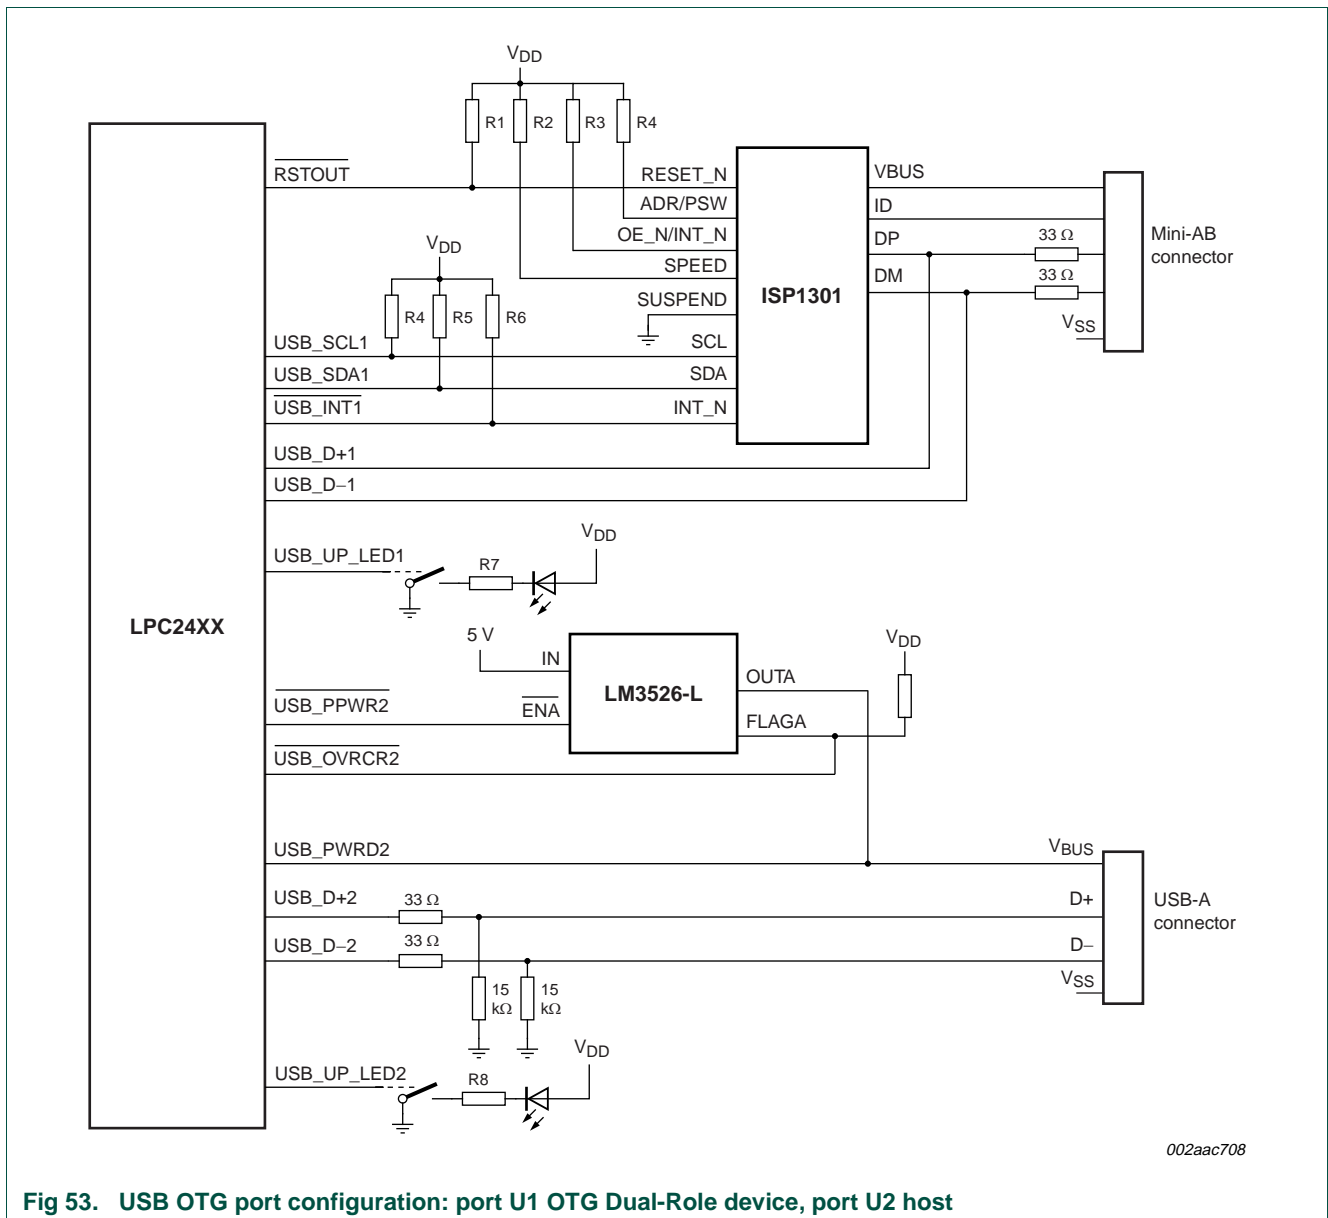 VDD
R1 R2 R3 R4
RSTOUT RESET_N VBUS
ADR/PSW ID
OE_N/INT_N DP 33 Ω
Mini-AB
connector
VDD SPEED DM 33 Ω
SUSPEND ISP1301
R4 R5 R6 VSS
USB_SCL1 SCL
USB_SDA1 SDA
USB_INT1 INT_N
USB_D+1
USB_D−1
VDD
USB_UP_LED1
R7
LPC24XX
5 V VDD
IN
LM3526-L OUTA
USB_PPWR2 ENA FLAGA
USB_OVRCR2
USB_PWRD2 VBUS
USB_D+2 33 Ω D+
USB-A
connector
USB_D−2 33 Ω D−
VSS
15
kΩ
15
kΩ
VDD
USB_UP_LED2
R8
002aac708
Fig 53. USB OTG port configuration: port U1 OTG Dual-Role device, port U2 host